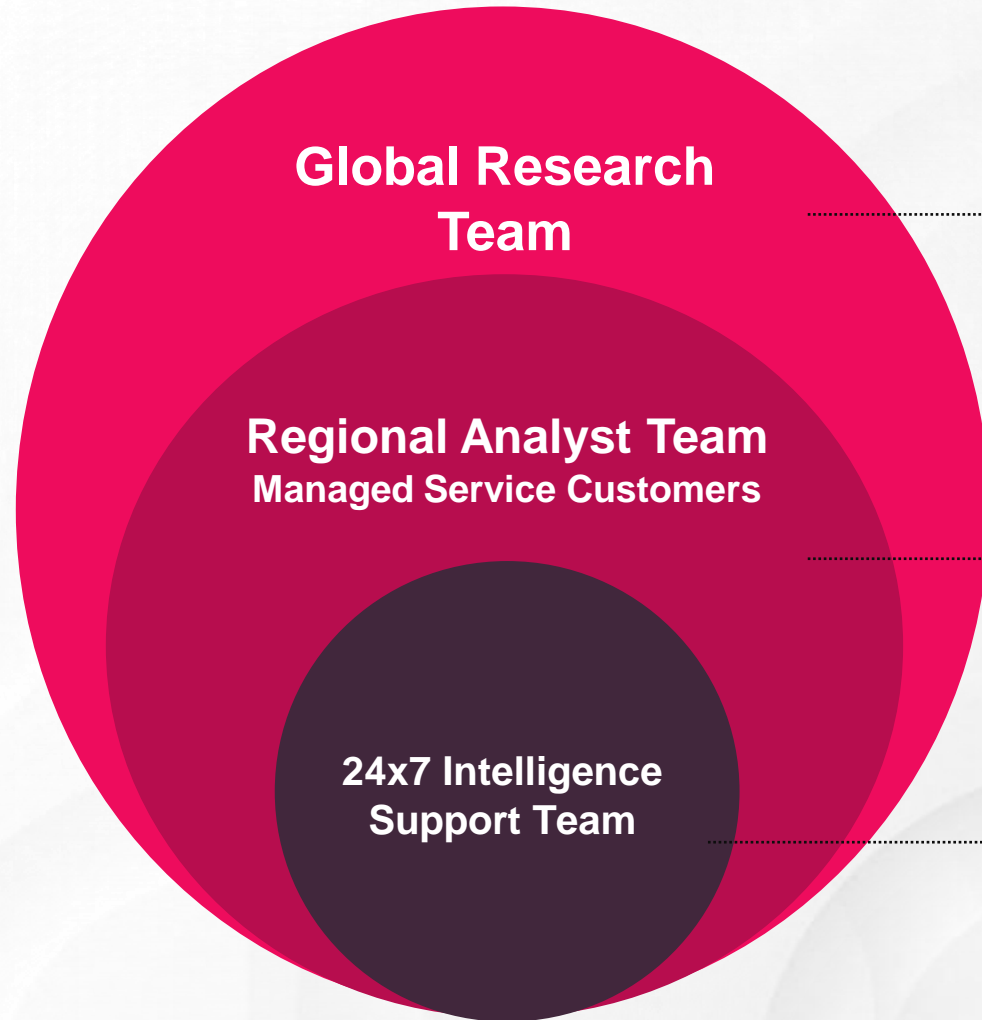 Global Research
Team
Regional Analyst Team
Managed Service Customers
24x7 Intelligence
Support Team